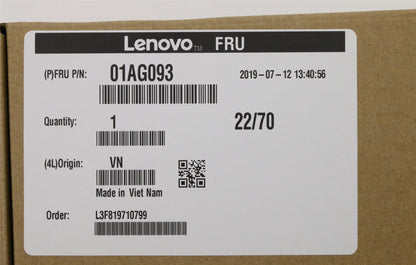 Lenovo™ FRU
(P)FRU P/N: 01AG093 2019-07-12 13:40:56
Quantity: 1 22/70
(4L)Origin: VN
Made in Viet Nam
Order: L3F819710799